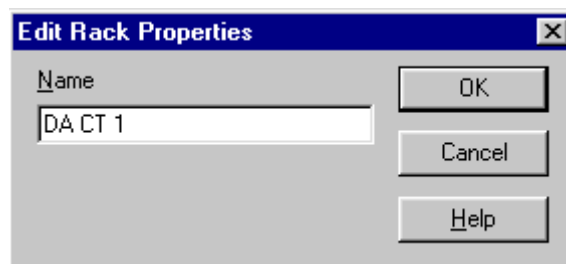 Edit Rack Properties
Name
DA CT 1
OK
Cancel
Help